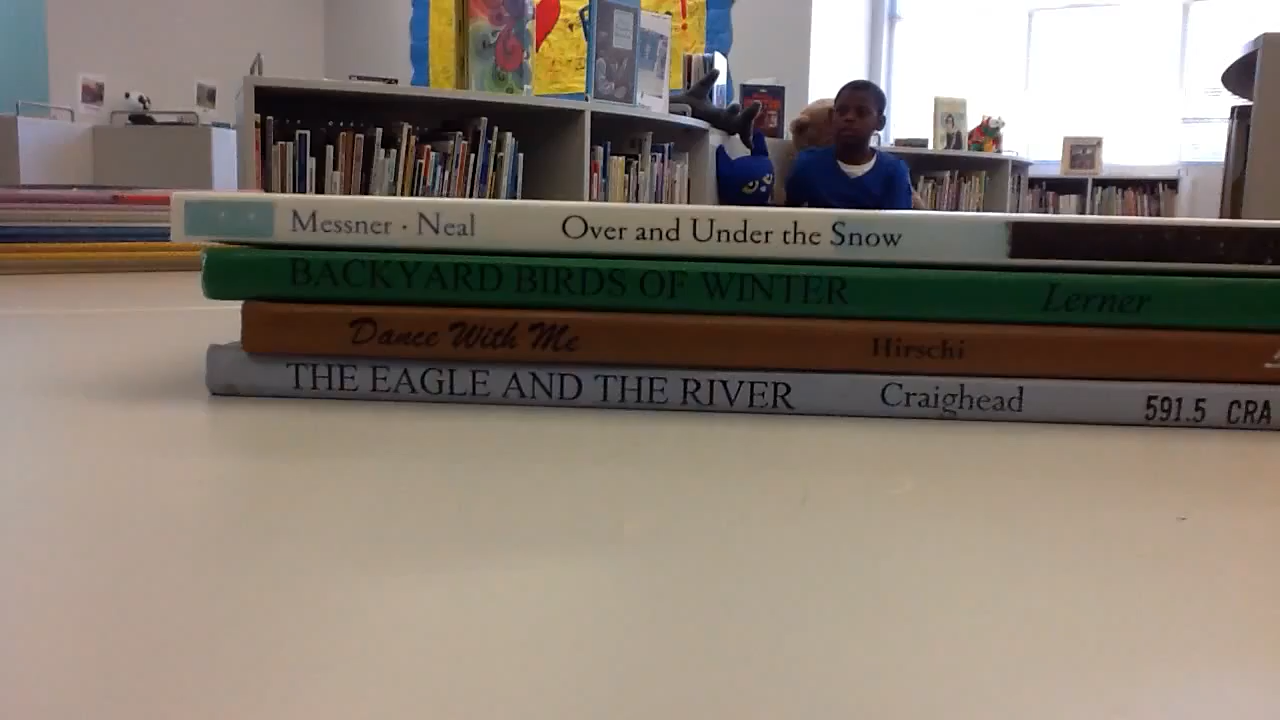 Messner · Neal Over and Under the Snow
BACKYARD BIRDS OF WINTER Lerner
Dance With Me Hirschi
THE EAGLE AND THE RIVER Craighead 591.5 CRA